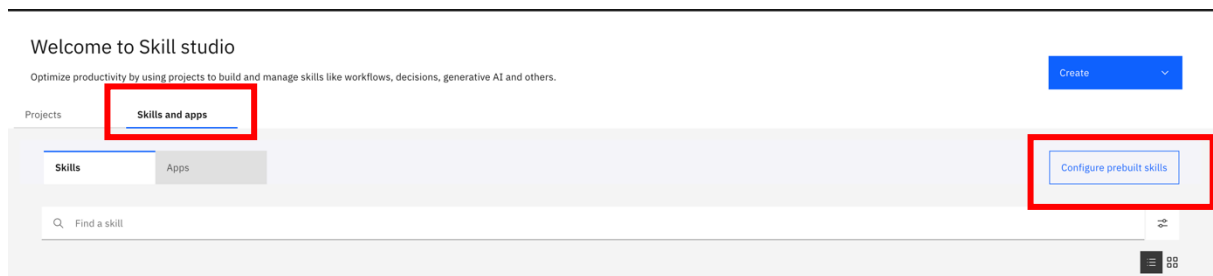 Welcome to Skill studio
Optimize productivity by using projects to build and manage skills like workflows, decisions, generative AI and others.
Create
Projects
Skills and apps
Skills
Apps
Configure prebuilt skills
Find a skill